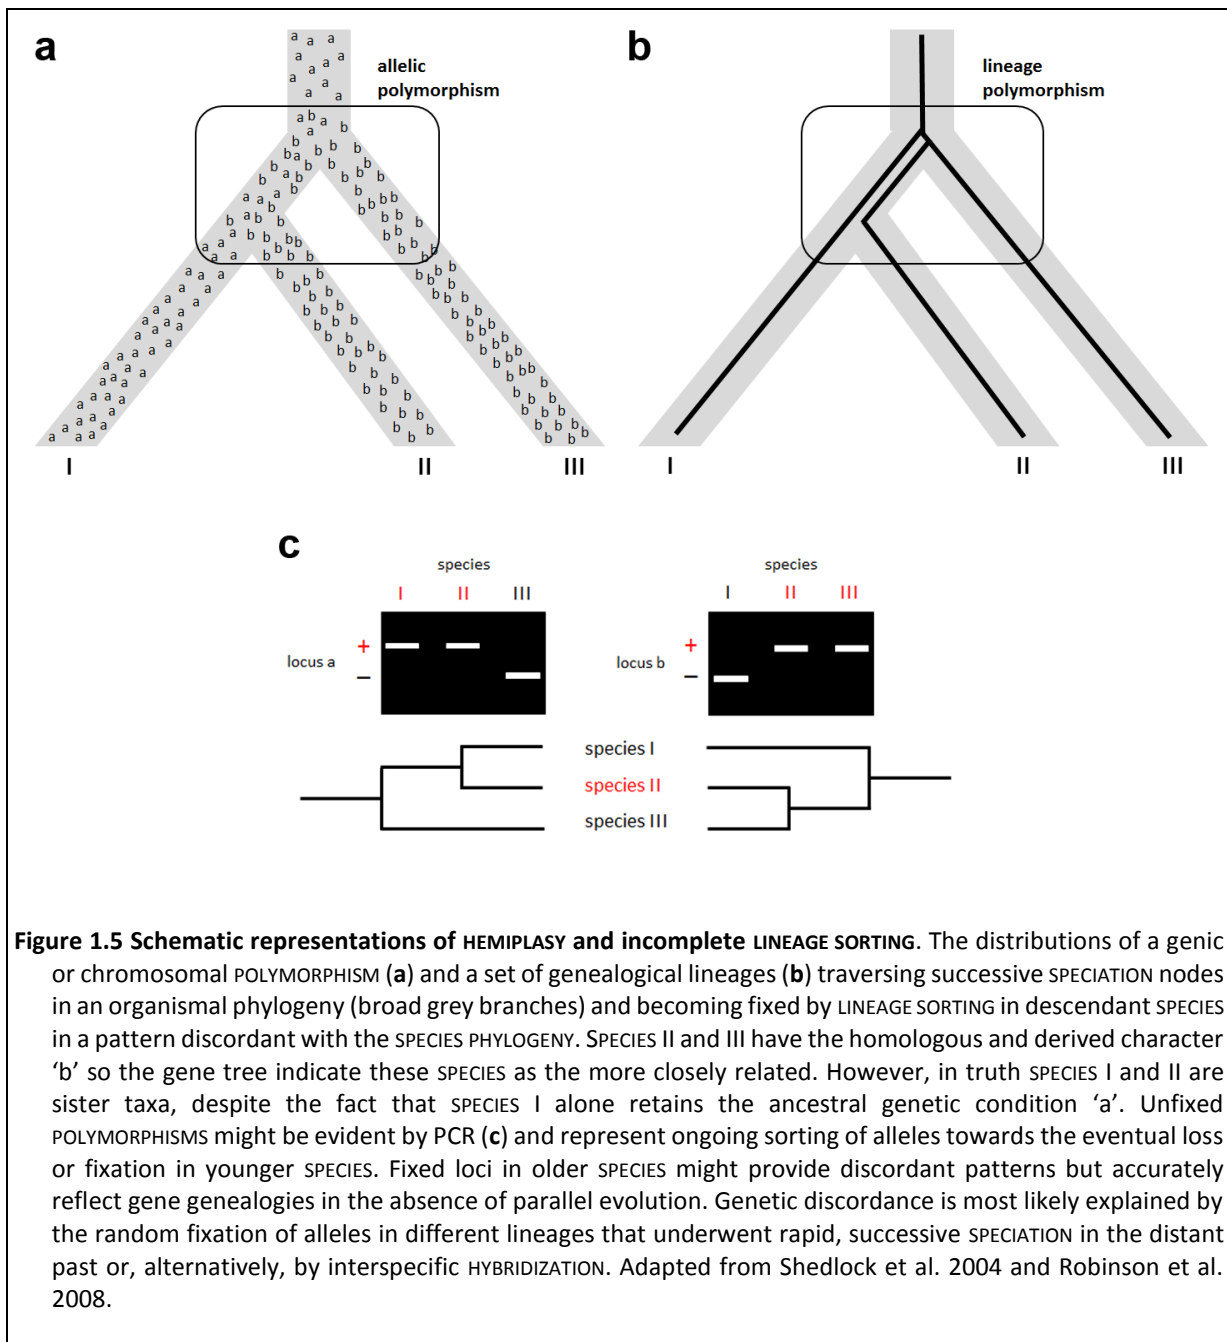 a
b
allelic
polymorphism
lineage
polymorphism
I II III
I II III
c
species
species
I II III
I II III
+
locus a
–
+
locus b
–
species I
species II
species III
Figure 1.5 Schematic representations of HEMIPLASY and incomplete LINEAGE SORTING. The distributions of a genic
or chromosomal POLYMORPHISM (a) and a set of genealogical lineages (b) traversing successive SPECIATION nodes
in an organismal phylogeny (broad grey branches) and becoming fixed by LINEAGE SORTING in descendant SPECIES
in a pattern discordant with the SPECIES PHYLOGENY. SPECIES II and III have the homologous and derived character
‘b’ so the gene tree indicate these SPECIES as the more closely related. However, in truth SPECIES I and II are
sister taxa, despite the fact that SPECIES I alone retains the ancestral genetic condition ‘a’. Unfixed
POLYMORPHISMS might be evident by PCR (c) and represent ongoing sorting of alleles towards the eventual loss
or fixation in younger SPECIES. Fixed loci in older SPECIES might provide discordant patterns but accurately
reflect gene genealogies in the absence of parallel evolution. Genetic discordance is most likely explained by
the random fixation of alleles in different lineages that underwent rapid, successive SPECIATION in the distant
past or, alternatively, by interspecific HYBRIDIZATION. Adapted from Shedlock et al. 2004 and Robinson et al.
2008.